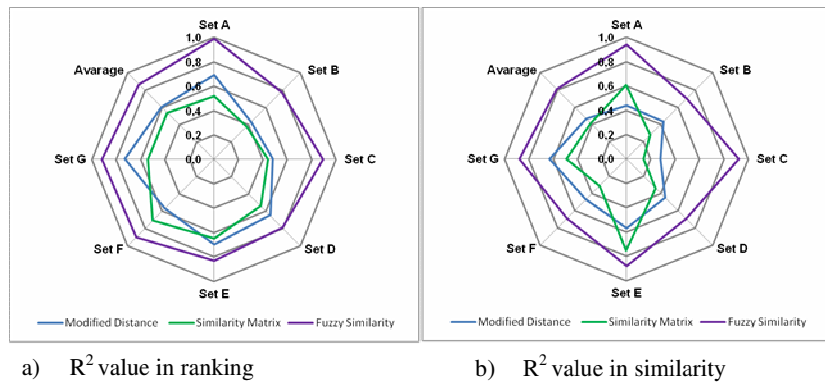 Set A
1.0
Avarage
0.8
Set B
0.6
0.4
0.2
Set G
0.0
Set C
Set F
Set D
Set E
Modified Distance
Similarity Matrix
Fuzzy Similarity
a) R² value in ranking
Set A
1.0
Avarage
0.8
Set B
0.6
0.4
0.2
Set G
0.0
Set C
Set F
Set D
Set E
Modified Distance
Similarity Matrix
Fuzzy Similarity
b) R² value in similarity